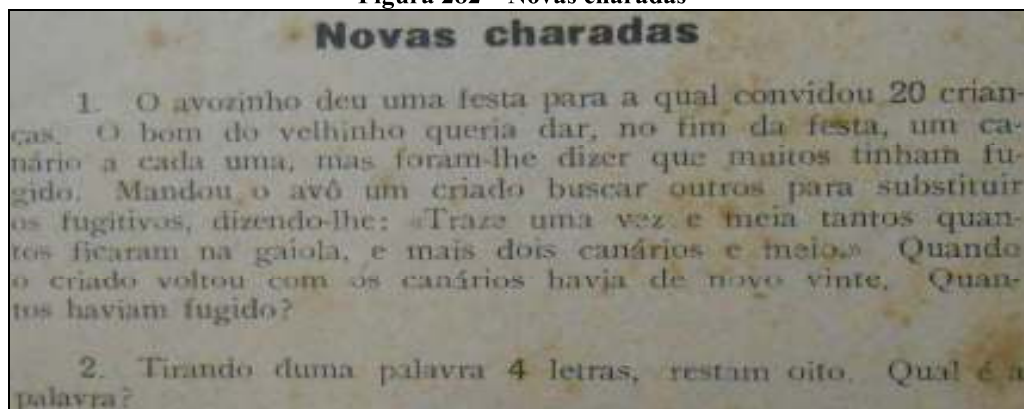 Figura 282 – Novas charadas
Novas charadas
1. O avozinho deu uma festa para a qual convidou 20 crian-
ças. O bom do velhinho queria dar, no fim da festa, um ca-
nário a cada uma, mas foram-lhe dizer que muitos tinham fu-
gido. Mandou o avô um criado buscar outros para substituir
os fugitivos, dizendo-lhe: «Traze uma vez e meia tantos quan-
tos ficaram na gaiola, e mais dois canários e meio.» Quando
o criado voltou com os canários havia de novo vinte. Quan-
tos haviam fugido?
2. Tirando duma palavra 4 letras, restam oito. Qual é a
palavra?